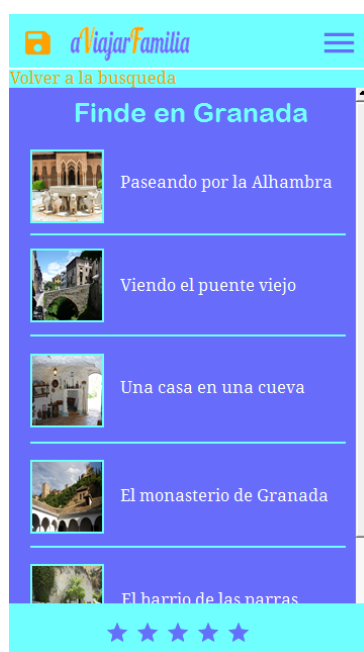 aViajarFamilia
Volver a la busqueda
Finde en Granada
Paseando por la Alhambra
Viendo el puente viejo
Una casa en una cueva
El monasterio de Granada
El barrio de las parras